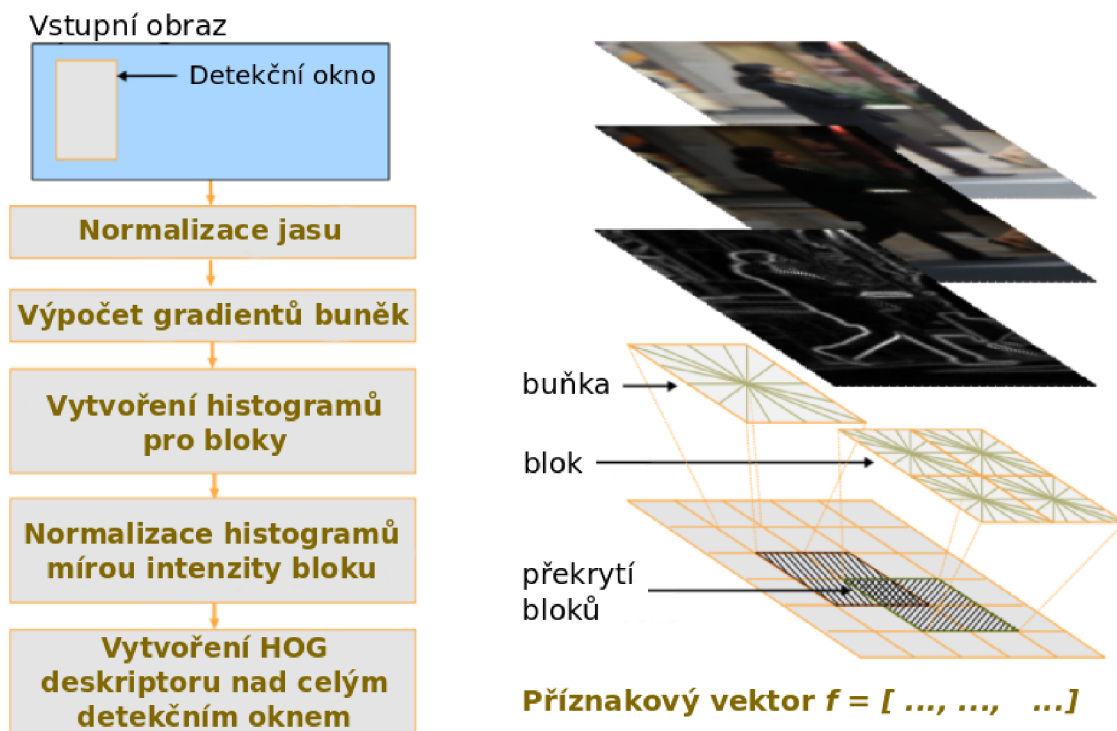 Vstupní obraz
Detekční okno
Normalizace jasu
Výpočet gradientů buněk
Vytvoření histogramů
pro bloky
Normalizace histogramů
mírou intenzity bloku
Vytvoření HOG
deskriptoru nad celým
detekčním oknem
buňka
blok
překrytí
bloků
Příznakový vektor f = [ ..., ..., ...]